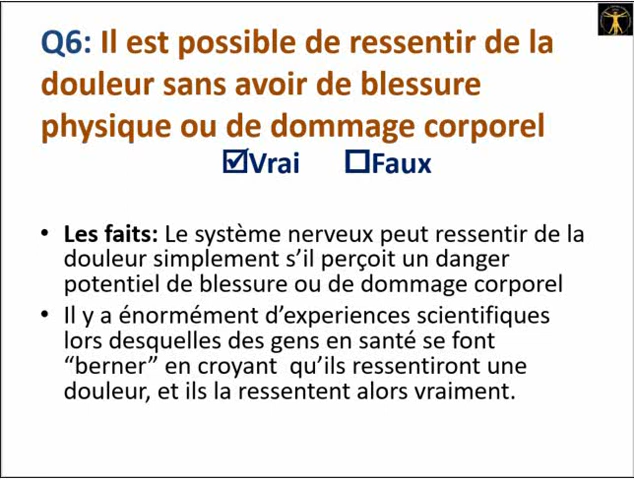 Q6: Il est possible de ressentir de la
douleur sans avoir de blessure
physique ou de dommage corporel
☑Vrai ☐Faux
• Les faits: Le système nerveux peut ressentir de la
douleur simplement s’il perçoit un danger
potentiel de blessure ou de dommage corporel
• Il y a énormément d’experiences scientifiques
lors desquelles des gens en santé se font
“berner” en croyant qu’ils ressentiront une
douleur, et ils la ressentent alors vraiment.